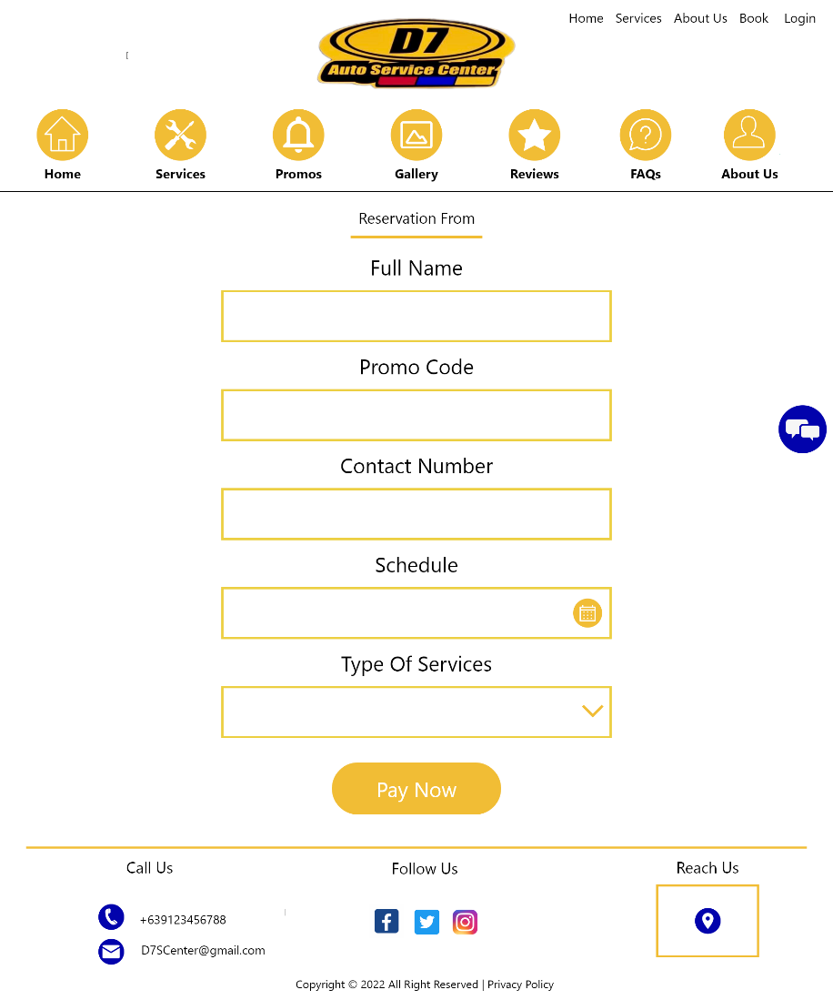 Home Services About Us Book Login
D7
Auto Service Center
Home Services Promos Gallery Reviews FAQs About Us
Reservation From
Full Name
Promo Code
Contact Number
Schedule
Type Of Services
Pay Now
Call Us Follow Us Reach Us
+639123456788
D7SCenter@gmail.com
Copyright © 2022 All Right Reserved | Privacy Policy